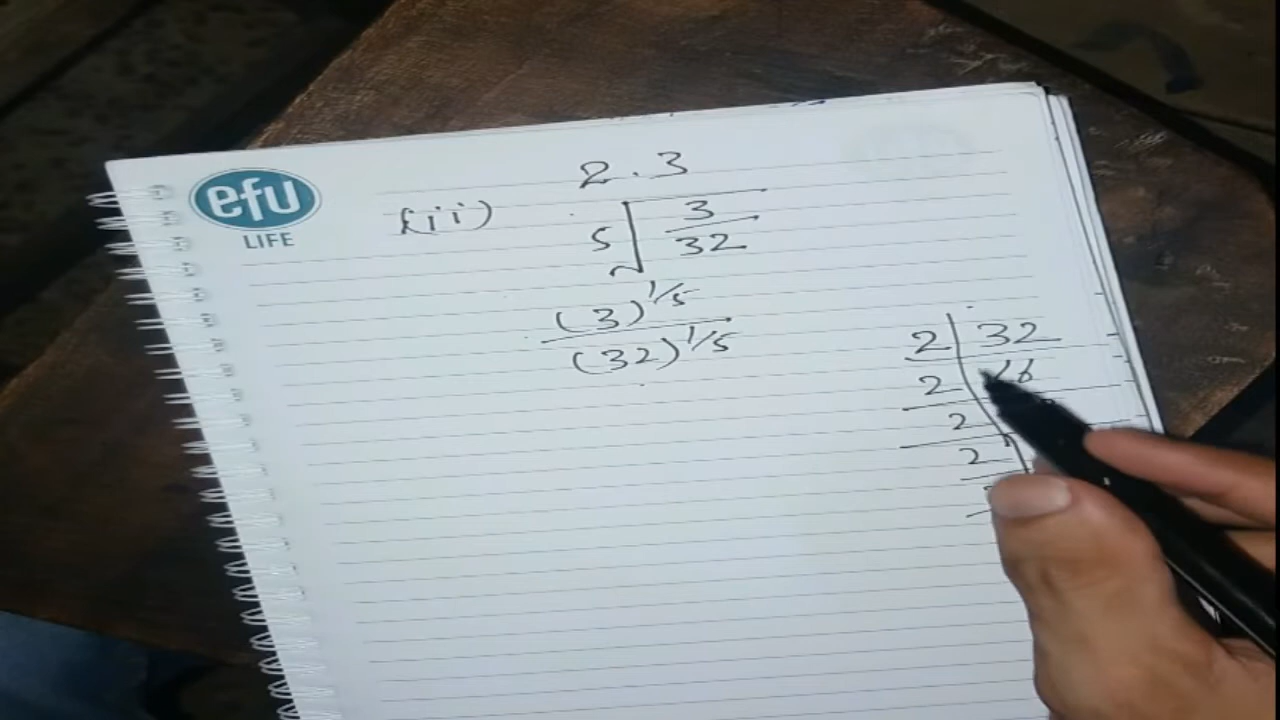 efu
LIFE
2.3
(ii) 5√(3/32)
(3)^1/5 / (32)^1/5
2 | 32
2 | 16
2
2